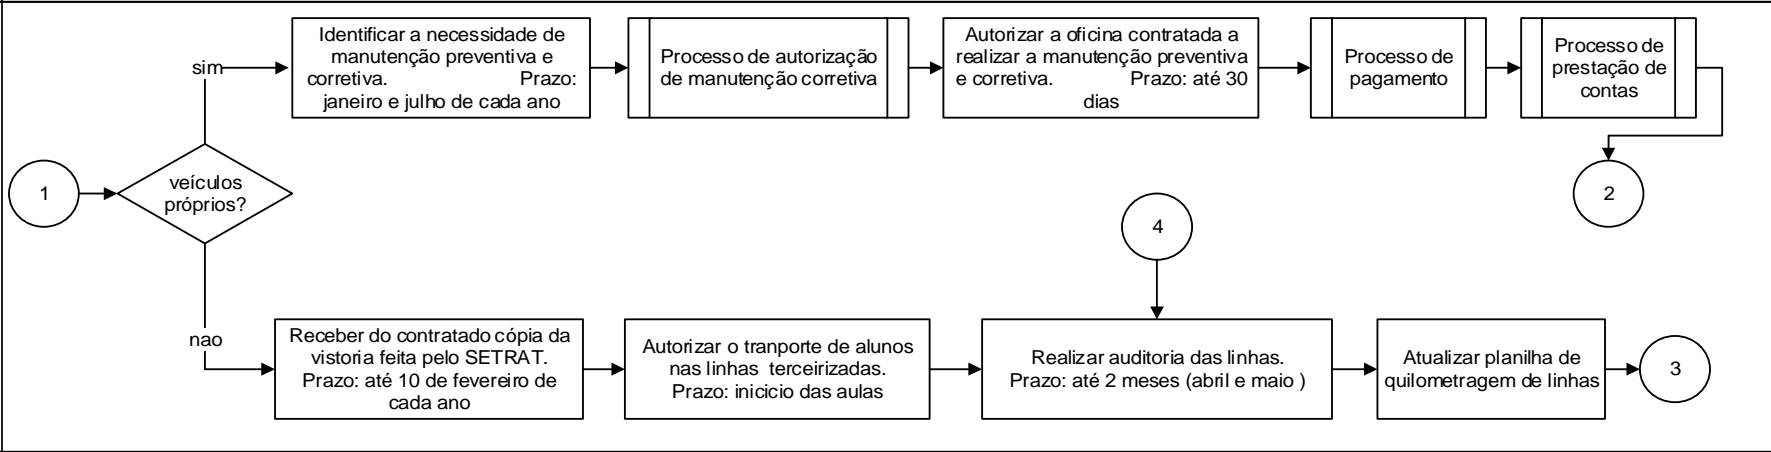 1
veículos
próprios?
sim
Identificar a necessidade de
manutenção preventiva e
corretiva. Prazo:
janeiro e julho de cada ano
Processo de autorização
de manutenção corretiva
Autorizar a oficina contratada a
realizar a manutenção preventiva
e corretiva. Prazo: até 30
dias
Processo de
pagamento
Processo de
prestação de
contas
2
nao
Receber do contratado cópia da
vistoria feita pelo SETRAT.
Prazo: até 10 de fevereiro de
cada ano
Autorizar o tranporte de alunos
nas linhas terceirizadas.
Prazo: inicicio das aulas
4
Realizar auditoria das linhas.
Prazo: até 2 meses (abril e maio )
Atualizar planilha de
quilometragem de linhas
3